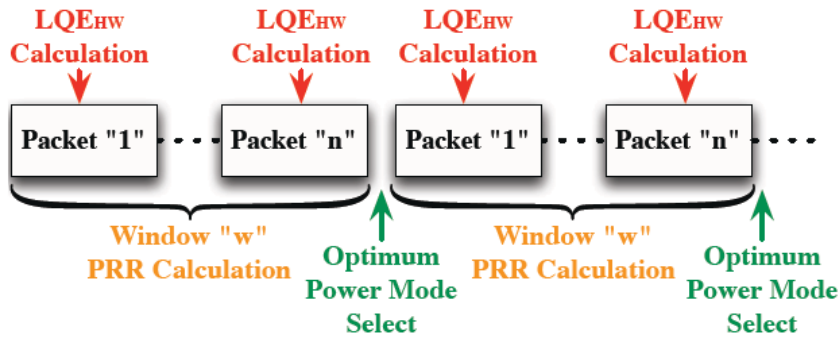 LQEHW
Calculation
LQEHW
Calculation
LQEHW
Calculation
LQEHW
Calculation
Packet "1"
Packet "n"
Packet "1"
Packet "n"
Window "w"
PRR Calculation
Optimum
Power Mode
Select
Window "w"
PRR Calculation
Optimum
Power Mode
Select